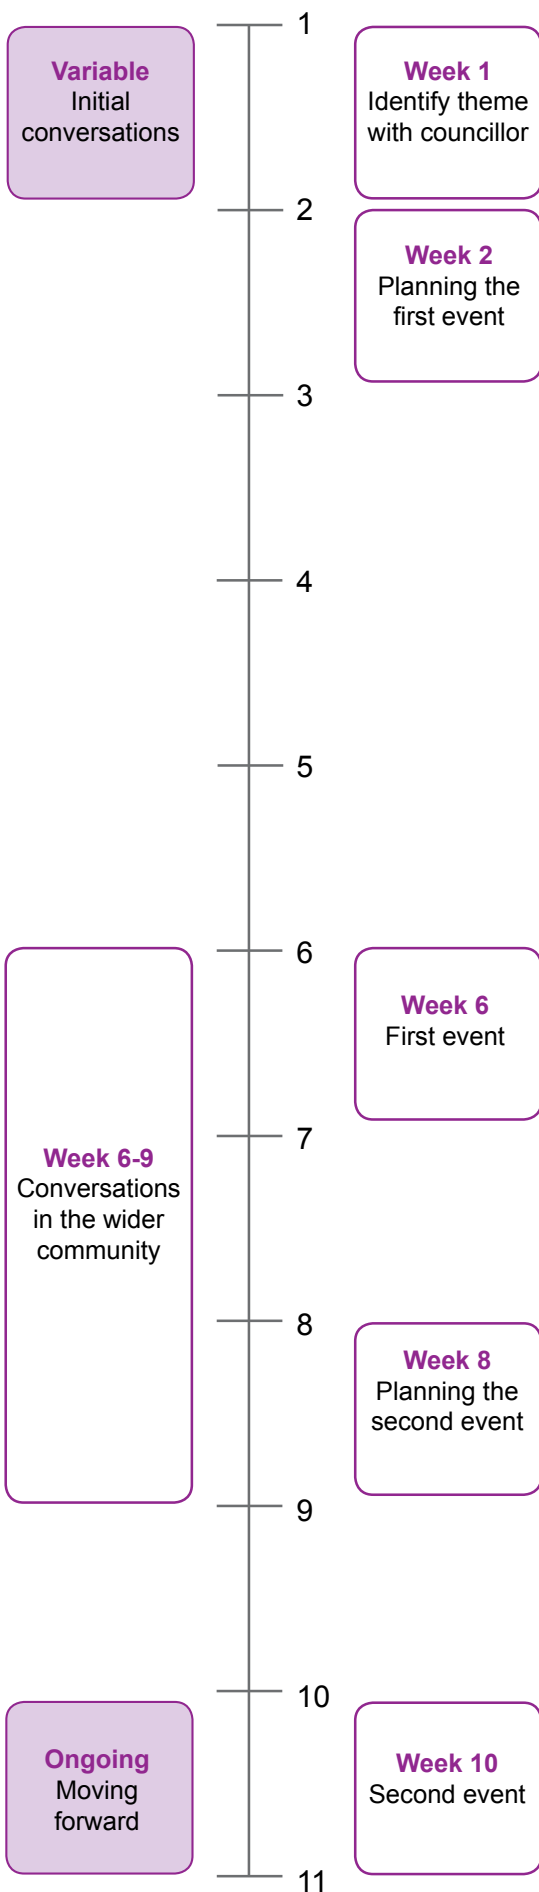 1
Variable
Initial
conversations
Week 1
Identify theme
with councillor
2
Week 2
Planning the
first event
3
4
5
6
Week 6
First event
7
Week 6-9
Conversations
in the wider
community
8
Week 8
Planning the
second event
9
10
Ongoing
Moving
forward
Week 10
Second event
11